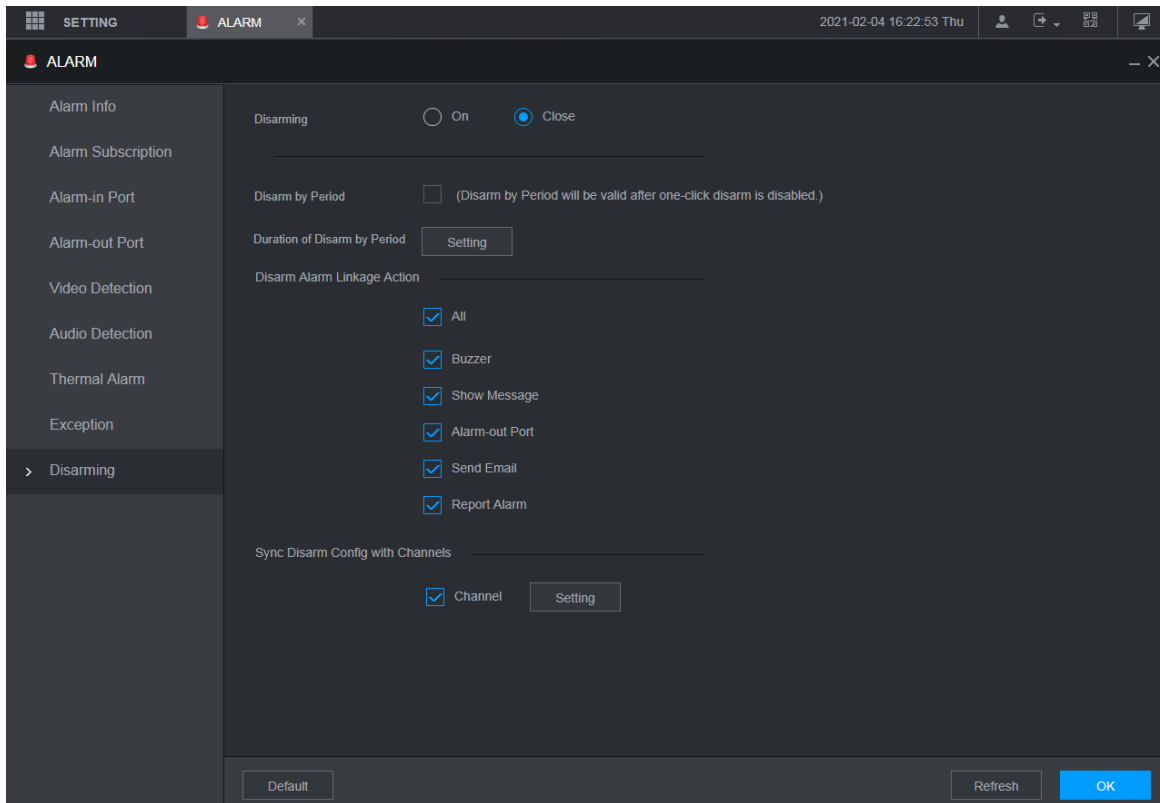 SETTING ALARM × 2021-02-04 16:22:53 Thu
ALARM
Alarm Info
Alarm Subscription
Alarm-in Port
Alarm-out Port
Video Detection
Audio Detection
Thermal Alarm
Exception
Disarming
Disarming On Close
Disarm by Period (Disarm by Period will be valid after one-click disarm is disabled.)
Duration of Disarm by Period Setting
Disarm Alarm Linkage Action
All
Buzzer
Show Message
Alarm-out Port
Send Email
Report Alarm
Sync Disarm Config with Channels
Channel Setting
Default Refresh OK